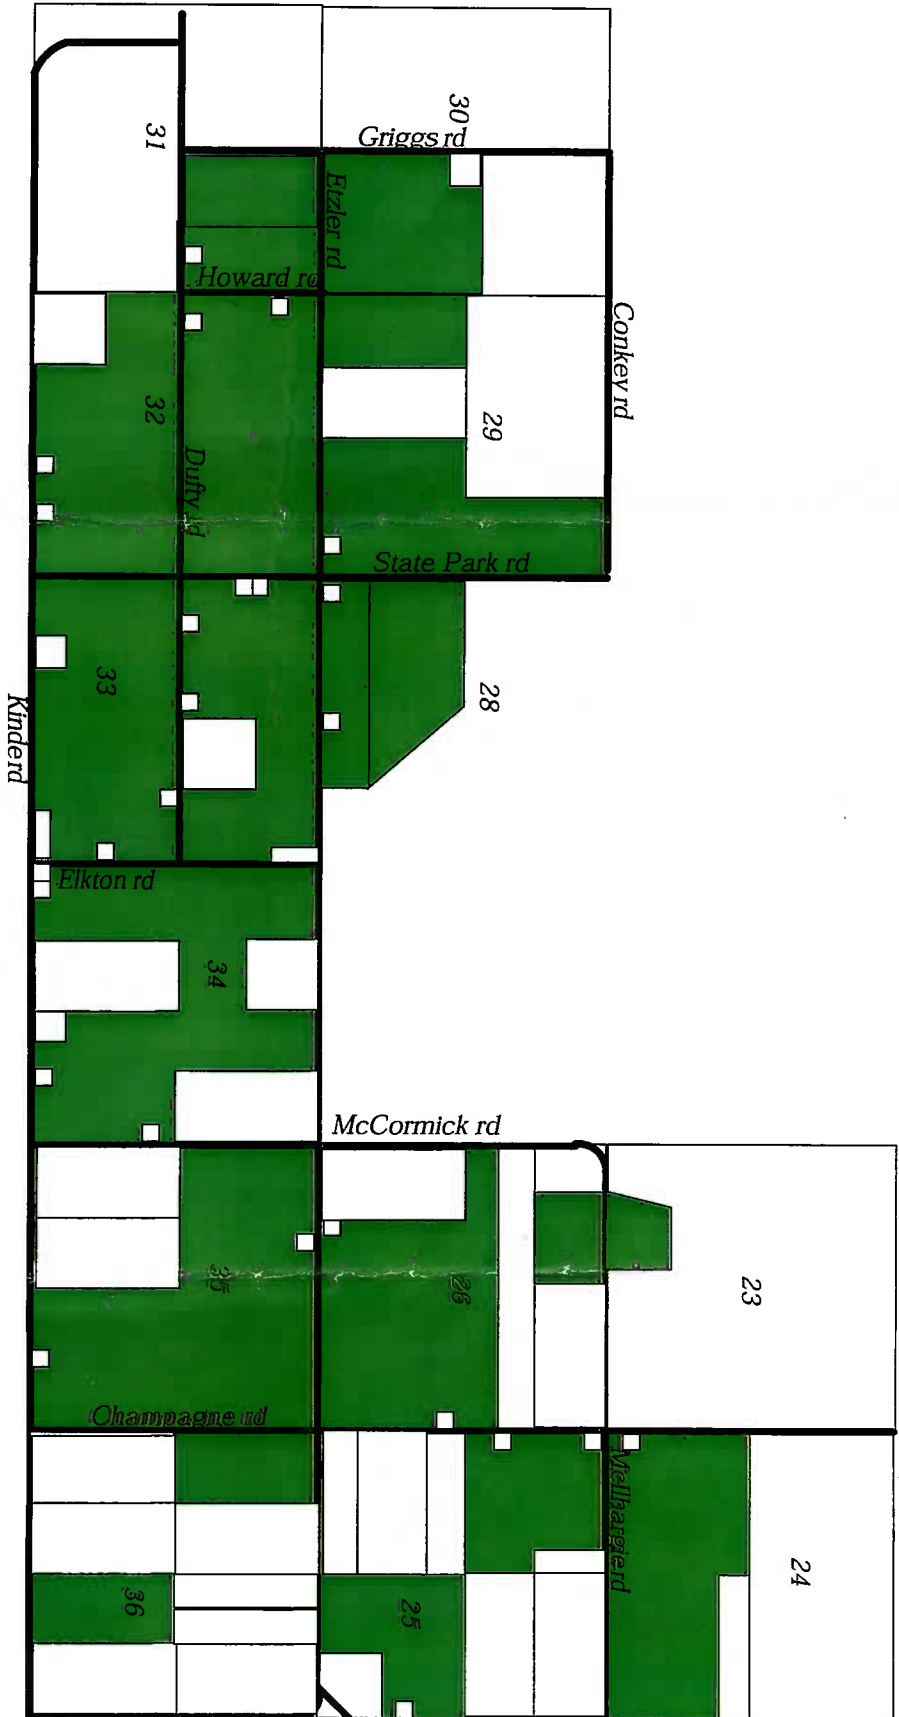 30
Griggs rd
31
Etzler rd
Howard rd
Conkey rd
32
29
Dufty rd
State Park rd
33
28
Kinde rd
Elkton rd
34
McCormick rd
35
26
23
Champagne rd
McIlhargie rd
24
36
25